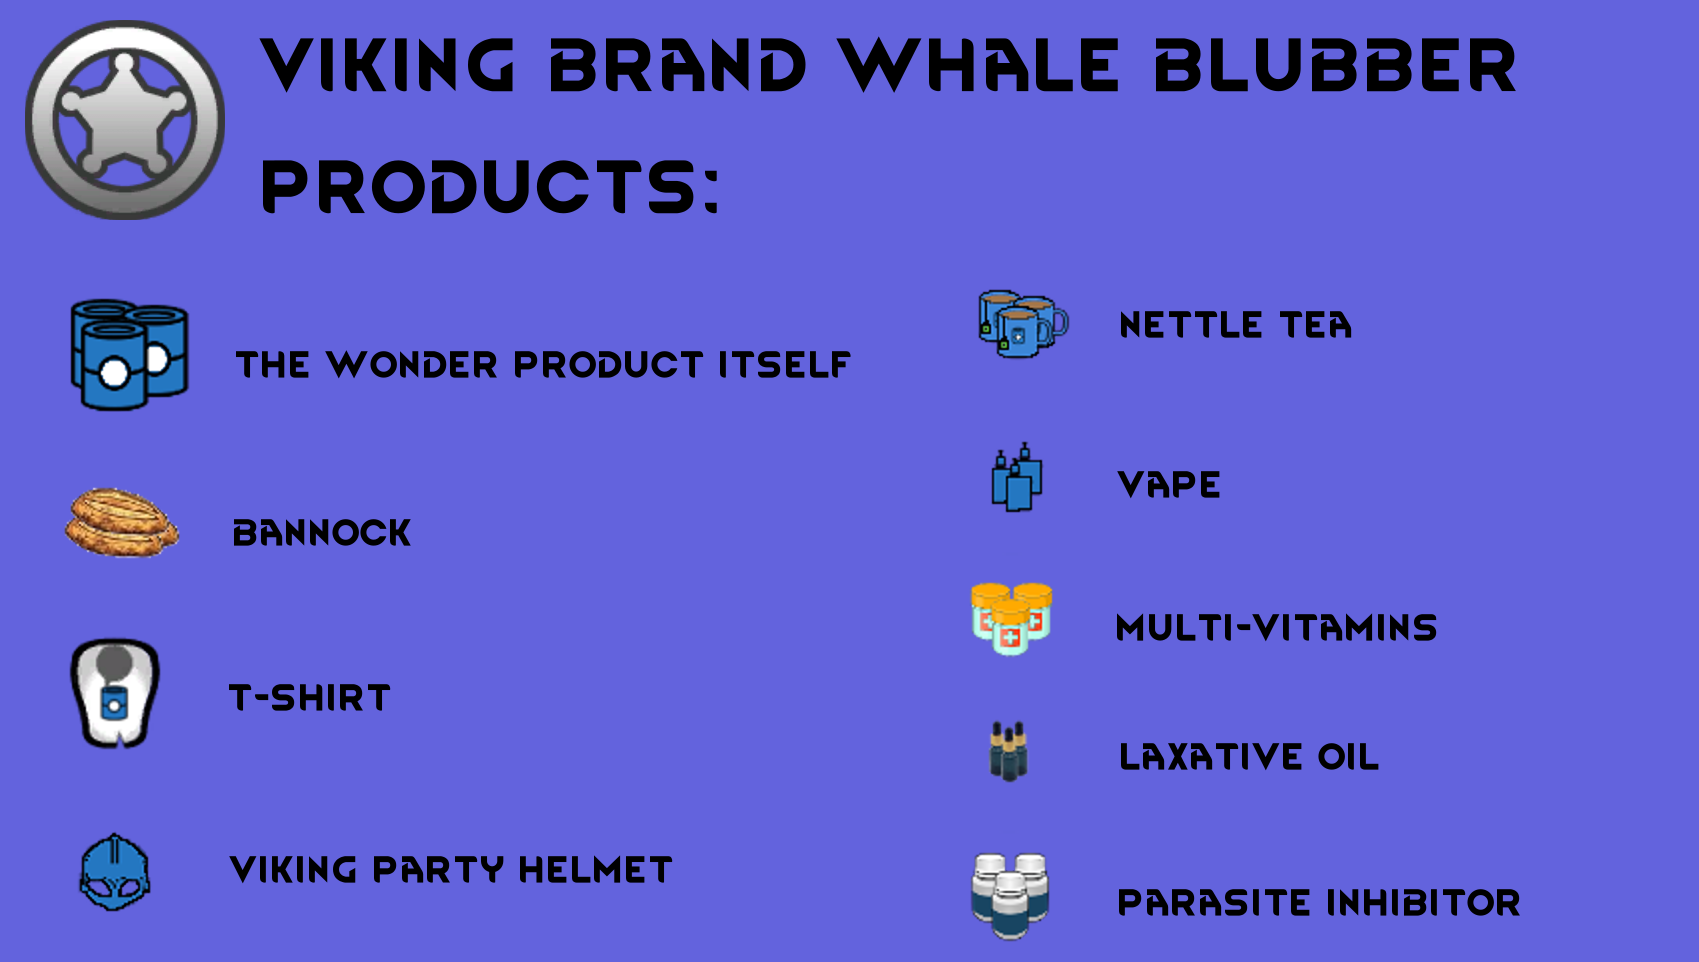 VIKING BRAND WHALE BLUBBER
PRODUCTS:
THE WONDER PRODUCT ITSELF
BANNOCK
T-SHIRT
VIKING PARTY HELMET
NETTLE TEA
VAPE
MULTI-VITAMINS
LAXATIVE OIL
PARASITE INHIBITOR